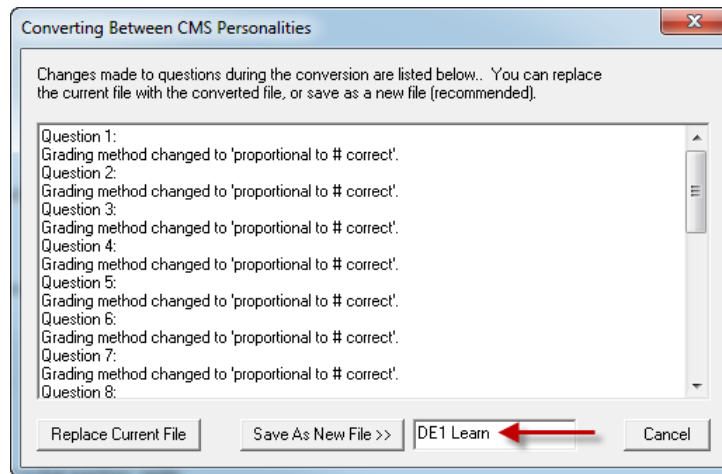 Converting Between CMS Personalities
Changes made to questions during the conversion are listed below.. You can replace
the current file with the converted file, or save as a new file (recommended).
Question 1:
Grading method changed to 'proportional to # correct'.
Question 2:
Grading method changed to 'proportional to # correct'.
Question 3:
Grading method changed to 'proportional to # correct'.
Question 4:
Grading method changed to 'proportional to # correct'.
Question 5:
Grading method changed to 'proportional to # correct'.
Question 6:
Grading method changed to 'proportional to # correct'.
Question 7:
Grading method changed to 'proportional to # correct'.
Question 8:
Replace Current File Save As New File >> DE1 Learn Cancel